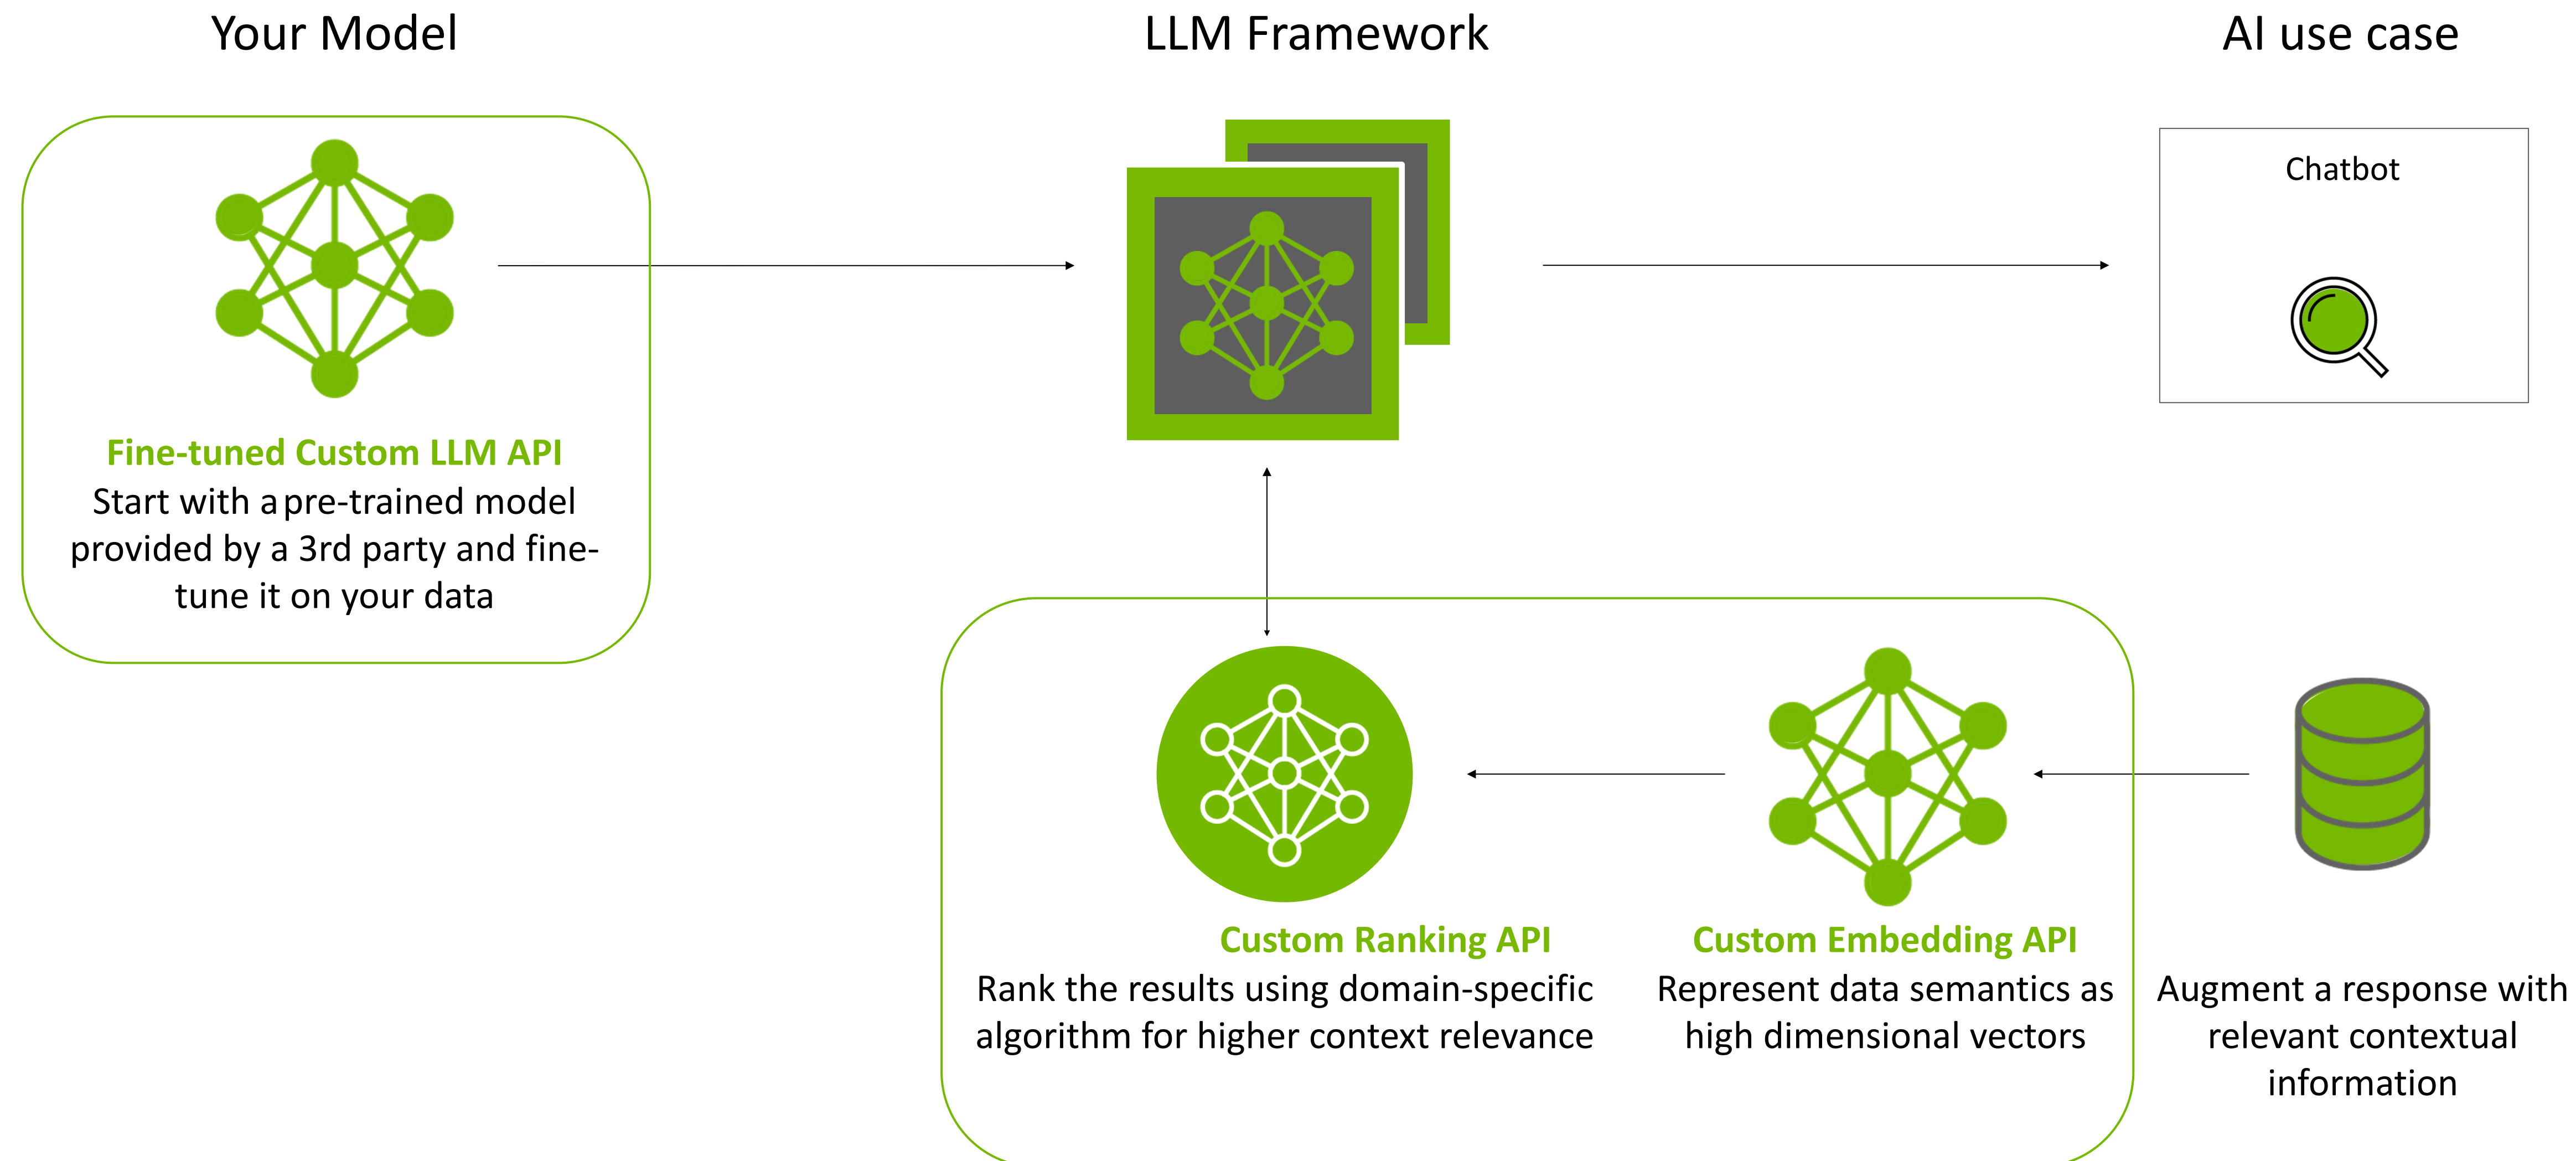 Your Model
LLM Framework
AI use case
Chatbot
Fine-tuned Custom LLM API
Start with a pre-trained model
provided by a 3rd party and fine-
tune it on your data
Custom Ranking API
Rank the results using domain-specific
algorithm for higher context relevance
Custom Embedding API
Represent data semantics as
high dimensional vectors
Augment a response with
relevant contextual
information